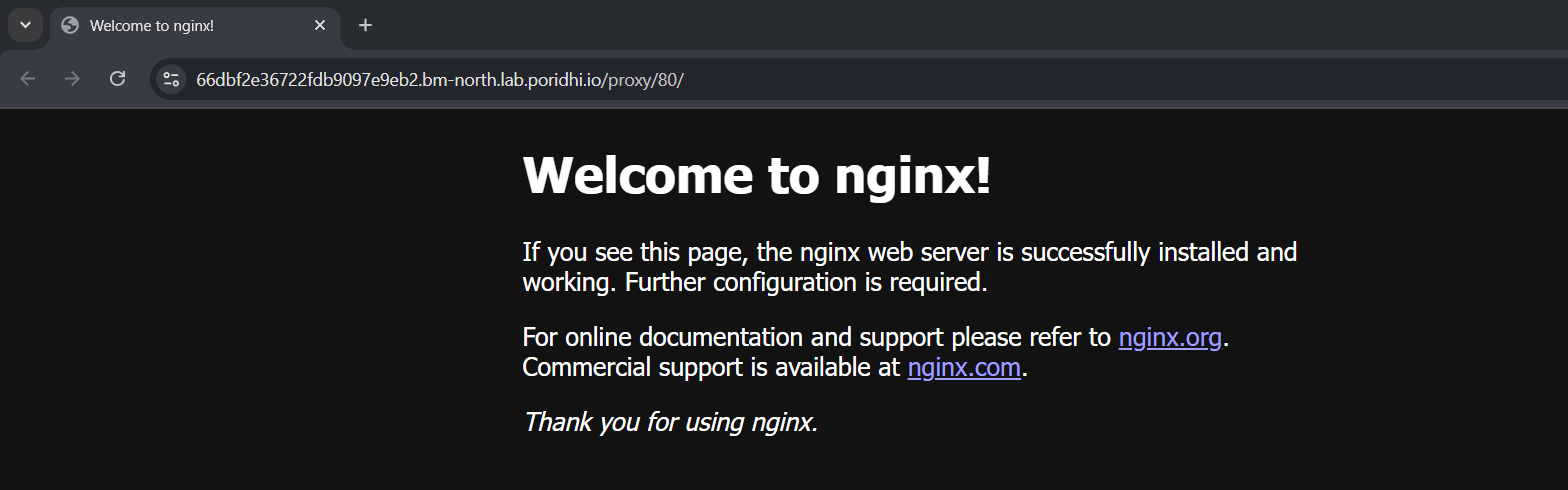 Welcome to nginx!
66dbf2e36722fdb9097e9eb2.bm-north.lab.poridhi.io/proxy/80/
Welcome to nginx!
If you see this page, the nginx web server is successfully installed and
working. Further configuration is required.
For online documentation and support please refer to nginx.org.
Commercial support is available at nginx.com.
Thank you for using nginx.